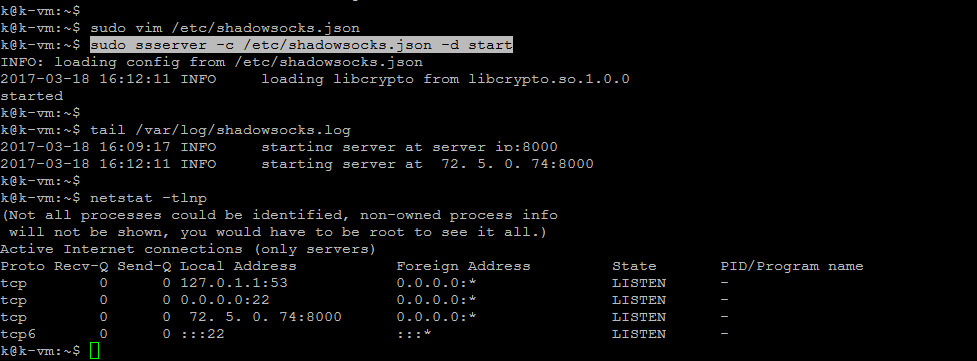 k@k-vm:~$
k@k-vm:~$ sudo vim /etc/shadowsocks.json
k@k-vm:~$ sudo ssserver -c /etc/shadowsocks.json -d start
INFO: loading config from /etc/shadowsocks.json
2017-03-18 16:12:11 INFO     loading libcrypto from libcrypto.so.1.0.0
started
k@k-vm:~$
k@k-vm:~$ tail /var/log/shadowsocks.log
2017-03-18 16:09:17 INFO     starting server at server ip:8000
2017-03-18 16:12:11 INFO     starting server at  72. 5. 0. 74:8000
k@k-vm:~$
k@k-vm:~$ netstat -tlnp
(Not all processes could be identified, non-owned process info
 will not be shown, you would have to be root to see it all.)
Active Internet connections (only servers)
Proto Recv-Q Send-Q Local Address           Foreign Address         State       PID/Program name
tcp        0      0 127.0.1.1:53            0.0.0.0:*               LISTEN      -
tcp        0      0 0.0.0.0:22              0.0.0.0:*               LISTEN      -
tcp        0      0  72. 5. 0. 74:8000      0.0.0.0:*               LISTEN      -
tcp6       0      0 :::22                   :::*                    LISTEN      -
k@k-vm:~$